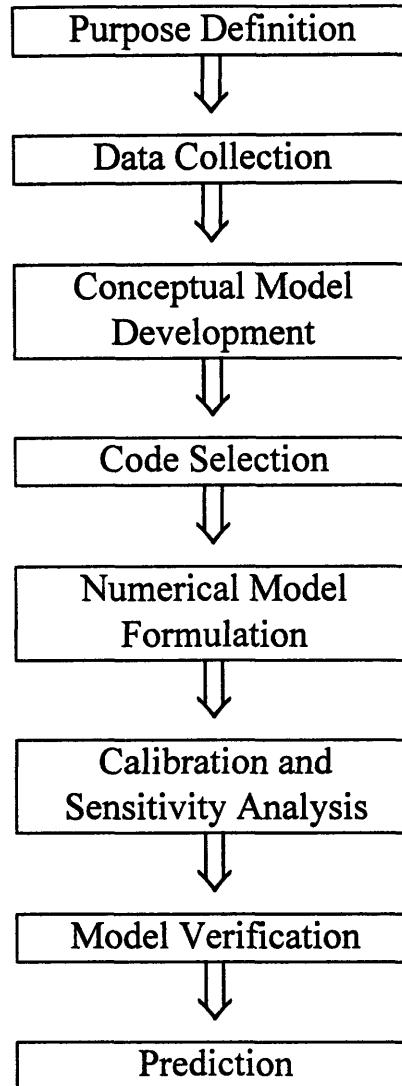 Purpose Definition
Data Collection
Conceptual Model
Development
Code Selection
Numerical Model
Formulation
Calibration and
Sensitivity Analysis
Model Verification
Prediction